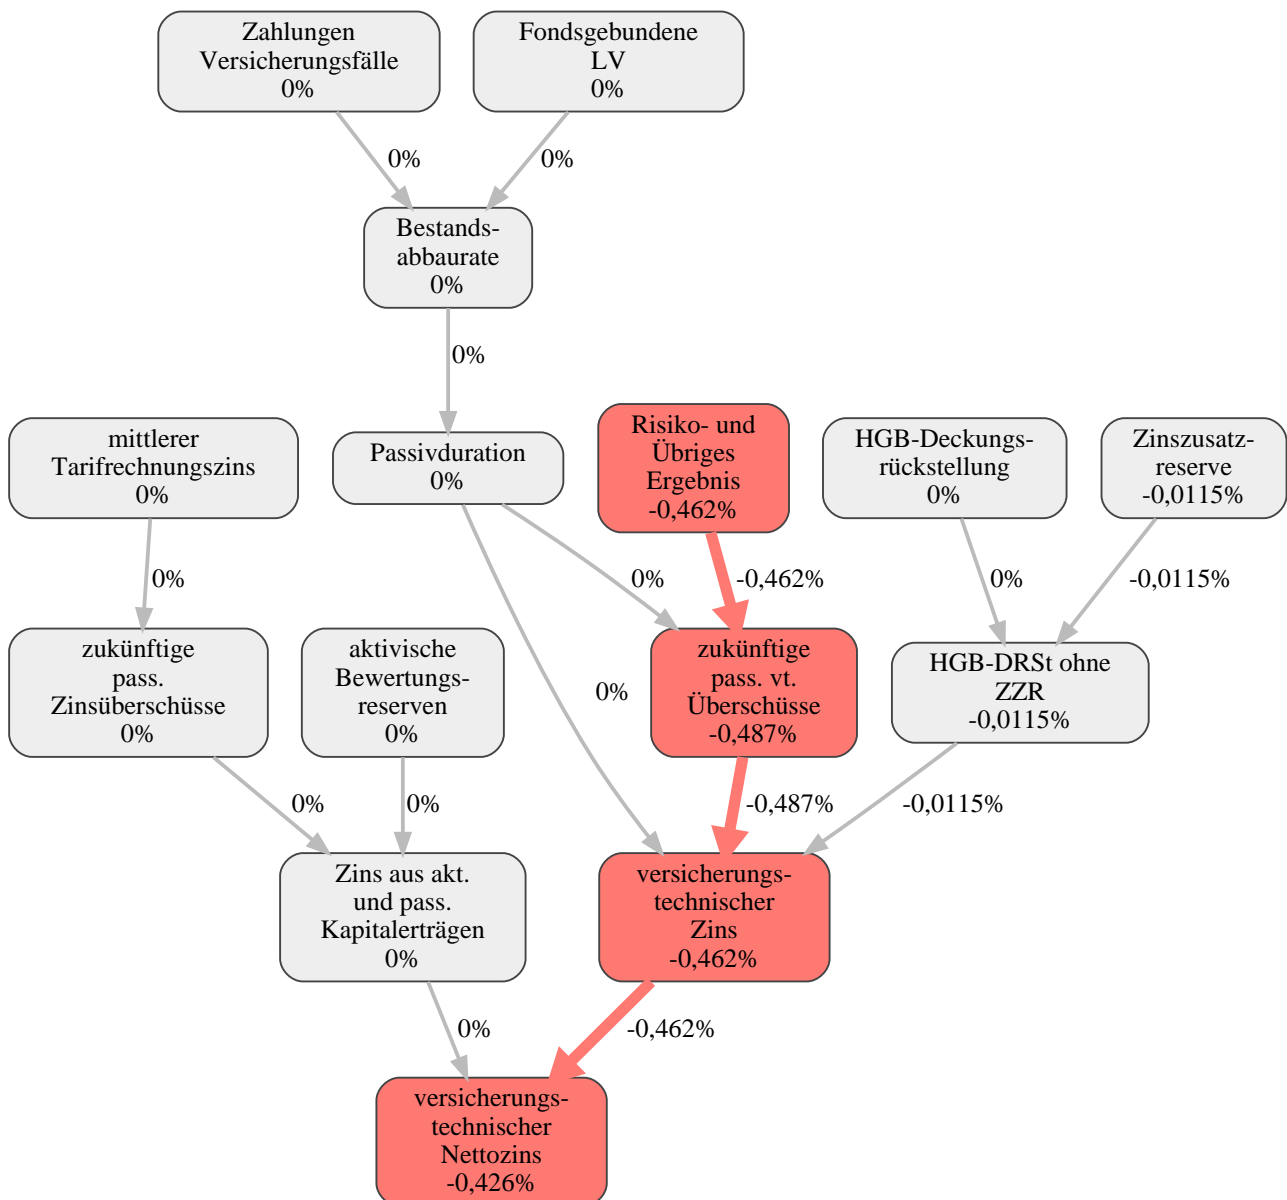 Zahlungen
Versicherungsfälle
0%
Fondsgebundene
LV
0%
0%
0%
Bestands-
abbaurate
0%
0%
mittlerer
Tarifrechnungszins
0%
Passivduration
0%
Risiko- und
Übriges
Ergebnis
-0,462%
HGB-Deckungs-
rückstellung
0%
Zinszusatz-
reserve
-0,0115%
0%
0%
-0,462%
0%
-0,0115%
zukünftige
pass.
Zinsüberschüsse
0%
aktivische
Bewertungs-
reserven
0%
0%
zukünftige
pass. vt.
Überschüsse
-0,487%
HGB-DRSt ohne
ZZR
-0,0115%
0%
0%
-0,487%
-0,0115%
Zins aus akt.
und pass.
Kapitalerträgen
0%
versicherungs-
technischer
Zins
-0,462%
0%
-0,462%
versicherungs-
technischer
Nettozins
-0,426%